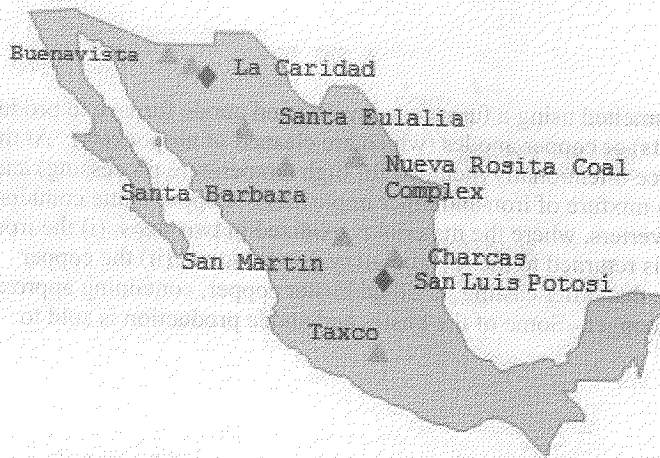 Buenavista
La Caridad
Santa Eulalia
Nueva Rosita Coal
Complex
Santa Barbara
San Martin
Charcas
San Luis Potosi
Taxco